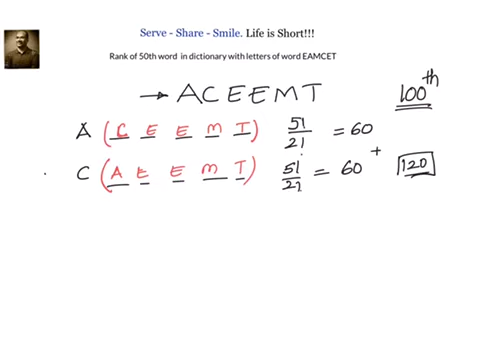 Serve - Share - Smile. Life is Short!!!
Rank of 50th word in dictionary with letters of word EAMCET
→ ACEEMT 100th
A (C E E M T) 5!/2! = 60
C (A E E M T) 5!/2! = 60 + 120